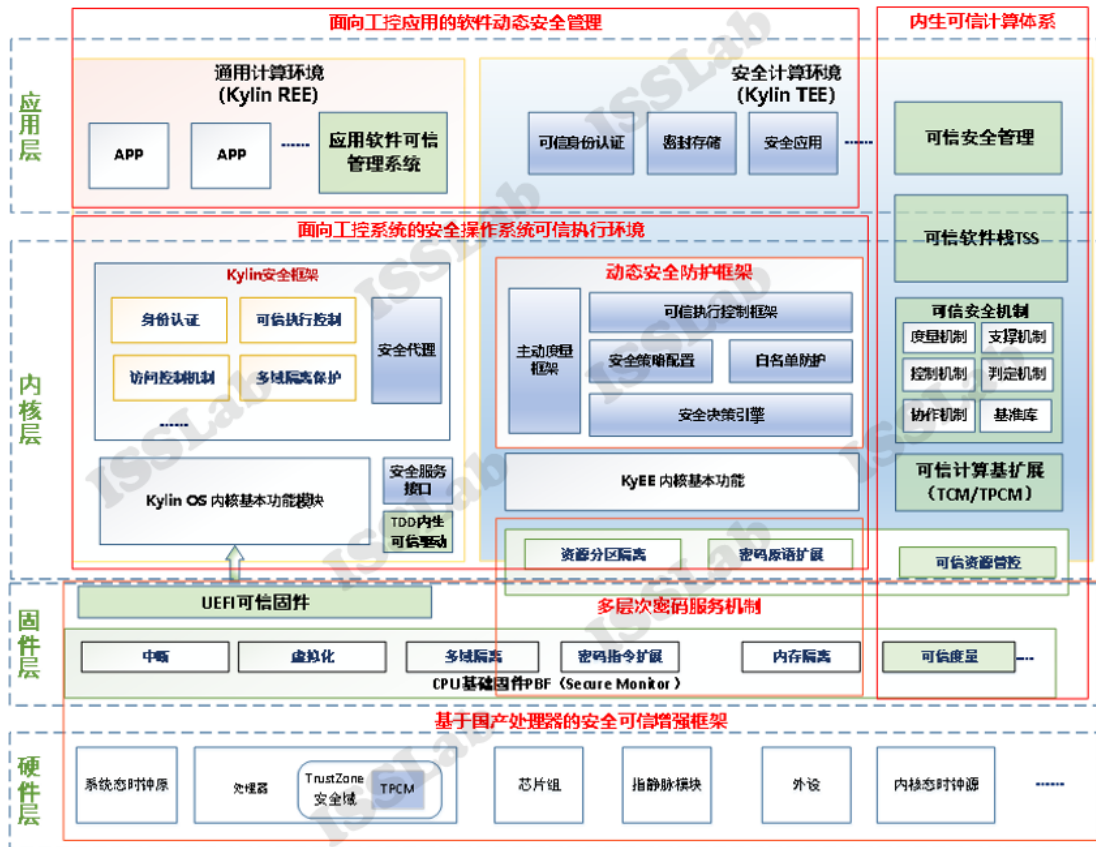 面向工控应用的软件动态安全管理
内生可信计算体系
应用层
通用计算环境
(Kylin REE)
APP
APP
......
应用软件可信
管理系统
安全计算环境
(Kylin TEE)
可信身份认证
密封存储
安全应用
......
可信安全管理
可信软件栈TSS
面向工控系统的安全操作系统可信执行环境
内核层
Kylin安全框架
身份认证
可信执行控制
访问控制机制
多域隔离保护
......
安全代理
动态安全防护框架
主动度量
框架
可信执行控制框架
安全策略配置
白名单防护
安全决策引擎
可信安全机制
度量机制
支撑机制
控制机制
判定机制
协作机制
基准库
Kylin OS 内核基本功能模块
安全服务
接口
TDD内生
可信驱动
KyEE 内核基本功能
可信计算基扩展
(TCM/TPCM)
资源分区隔离
密码原语扩展
可信资源管控
固件层
UEFI可信固件
多层次密码服务机制
中断
虚拟化
多域隔离
密码指令扩展
内存隔离
可信度量
...
CPU基础固件PBF (Secure Monitor)
基于国产处理器的安全可信增强框架
硬件层
系统态时钟源
处理器
TrustZone
安全域
TPCM
芯片组
指静脉模块
外设
内核态时钟源
......
ISSLab
ISSLab
ISSLab
ISSLab
ISSLab
ISSLab
ISSLab
ISSLab